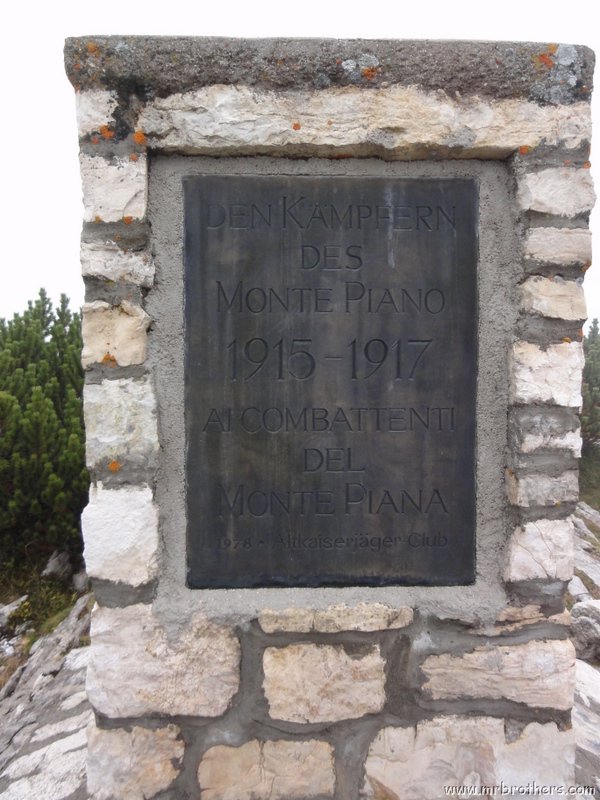 DEN KÄMPFERN
DES
MONTE PIANO
1915-1917
AI COMBATTENTI
DEL
MONTE PIANA
1978 • Altkaiserjäger Club
www.mrbrothers.com